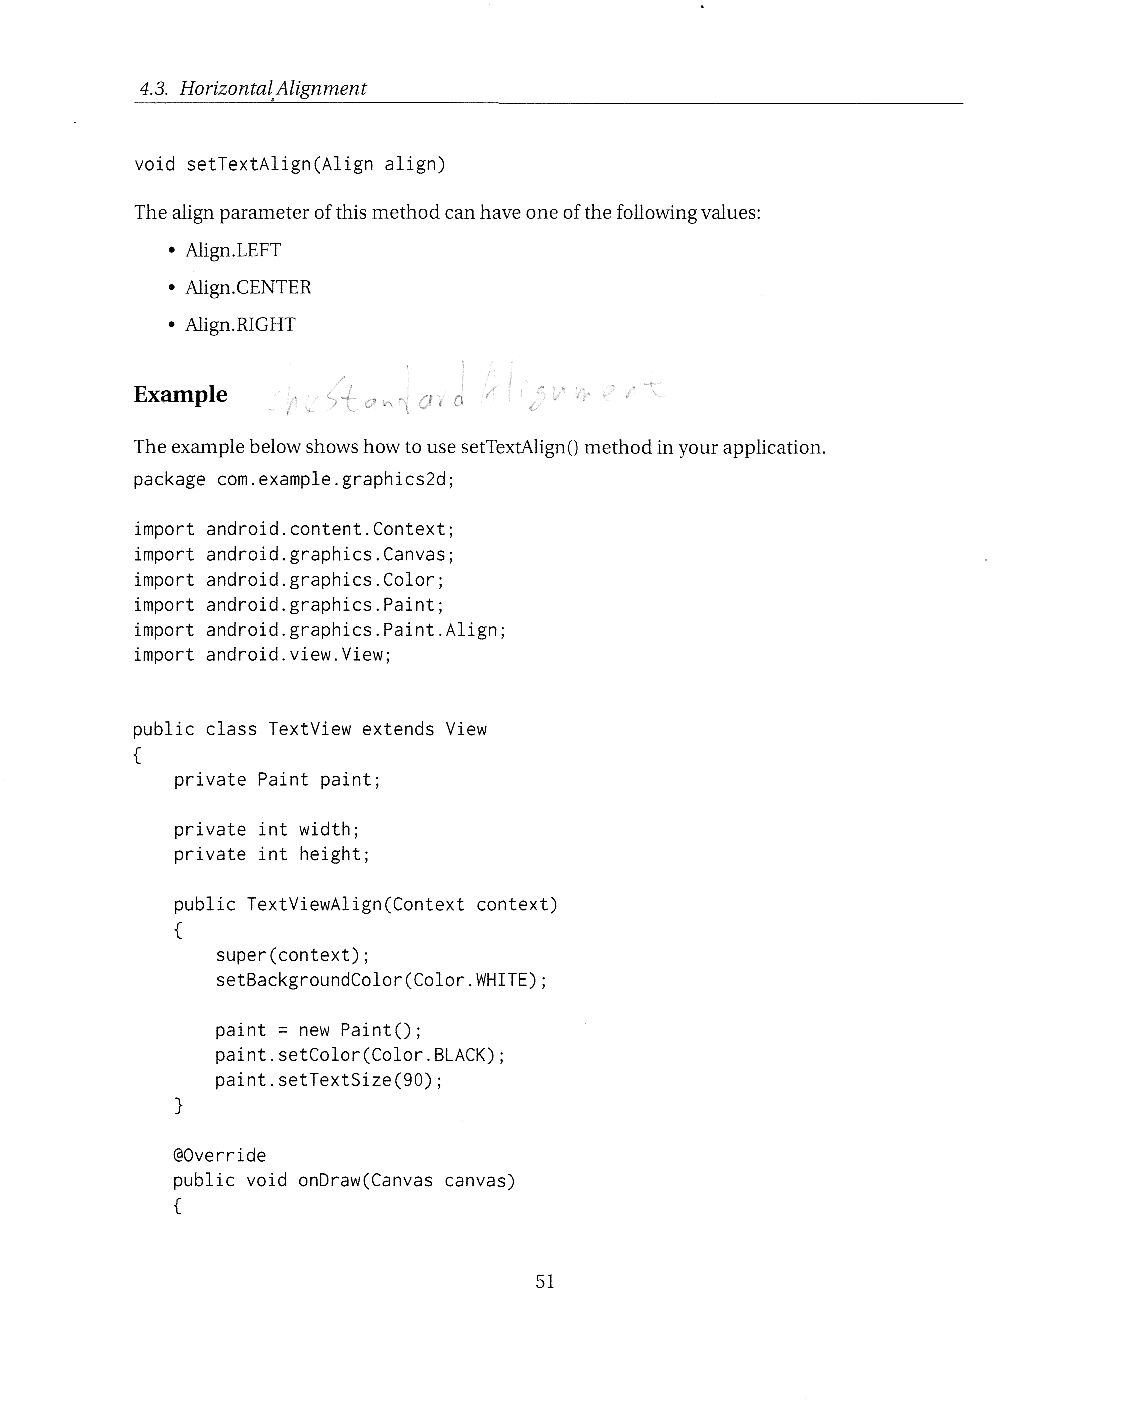 4.3. Horizontal Alignment
void setTextAlign(Align align)
The align parameter of this method can have one of the following values:
• Align.LEFT
• Align.CENTER
• Align.RIGHT
Example
the Standard Alignment
The example below shows how to use setTextAlign() method in your application.
package com.example.graphics2d;
import android.content.Context;
import android.graphics.Canvas;
import android.graphics.Color;
import android.graphics.Paint;
import android.graphics.Paint.Align;
import android.view.View;
public class TextView extends View
{
private Paint paint;
private int width;
private int height;
public TextViewAlign(Context context)
{
super(context);
setBackgroundColor(Color.WHITE);
paint = new Paint();
paint.setColor(Color.BLACK);
paint.setTextSize(90);
}
@Override
public void onDraw(Canvas canvas)
{
51